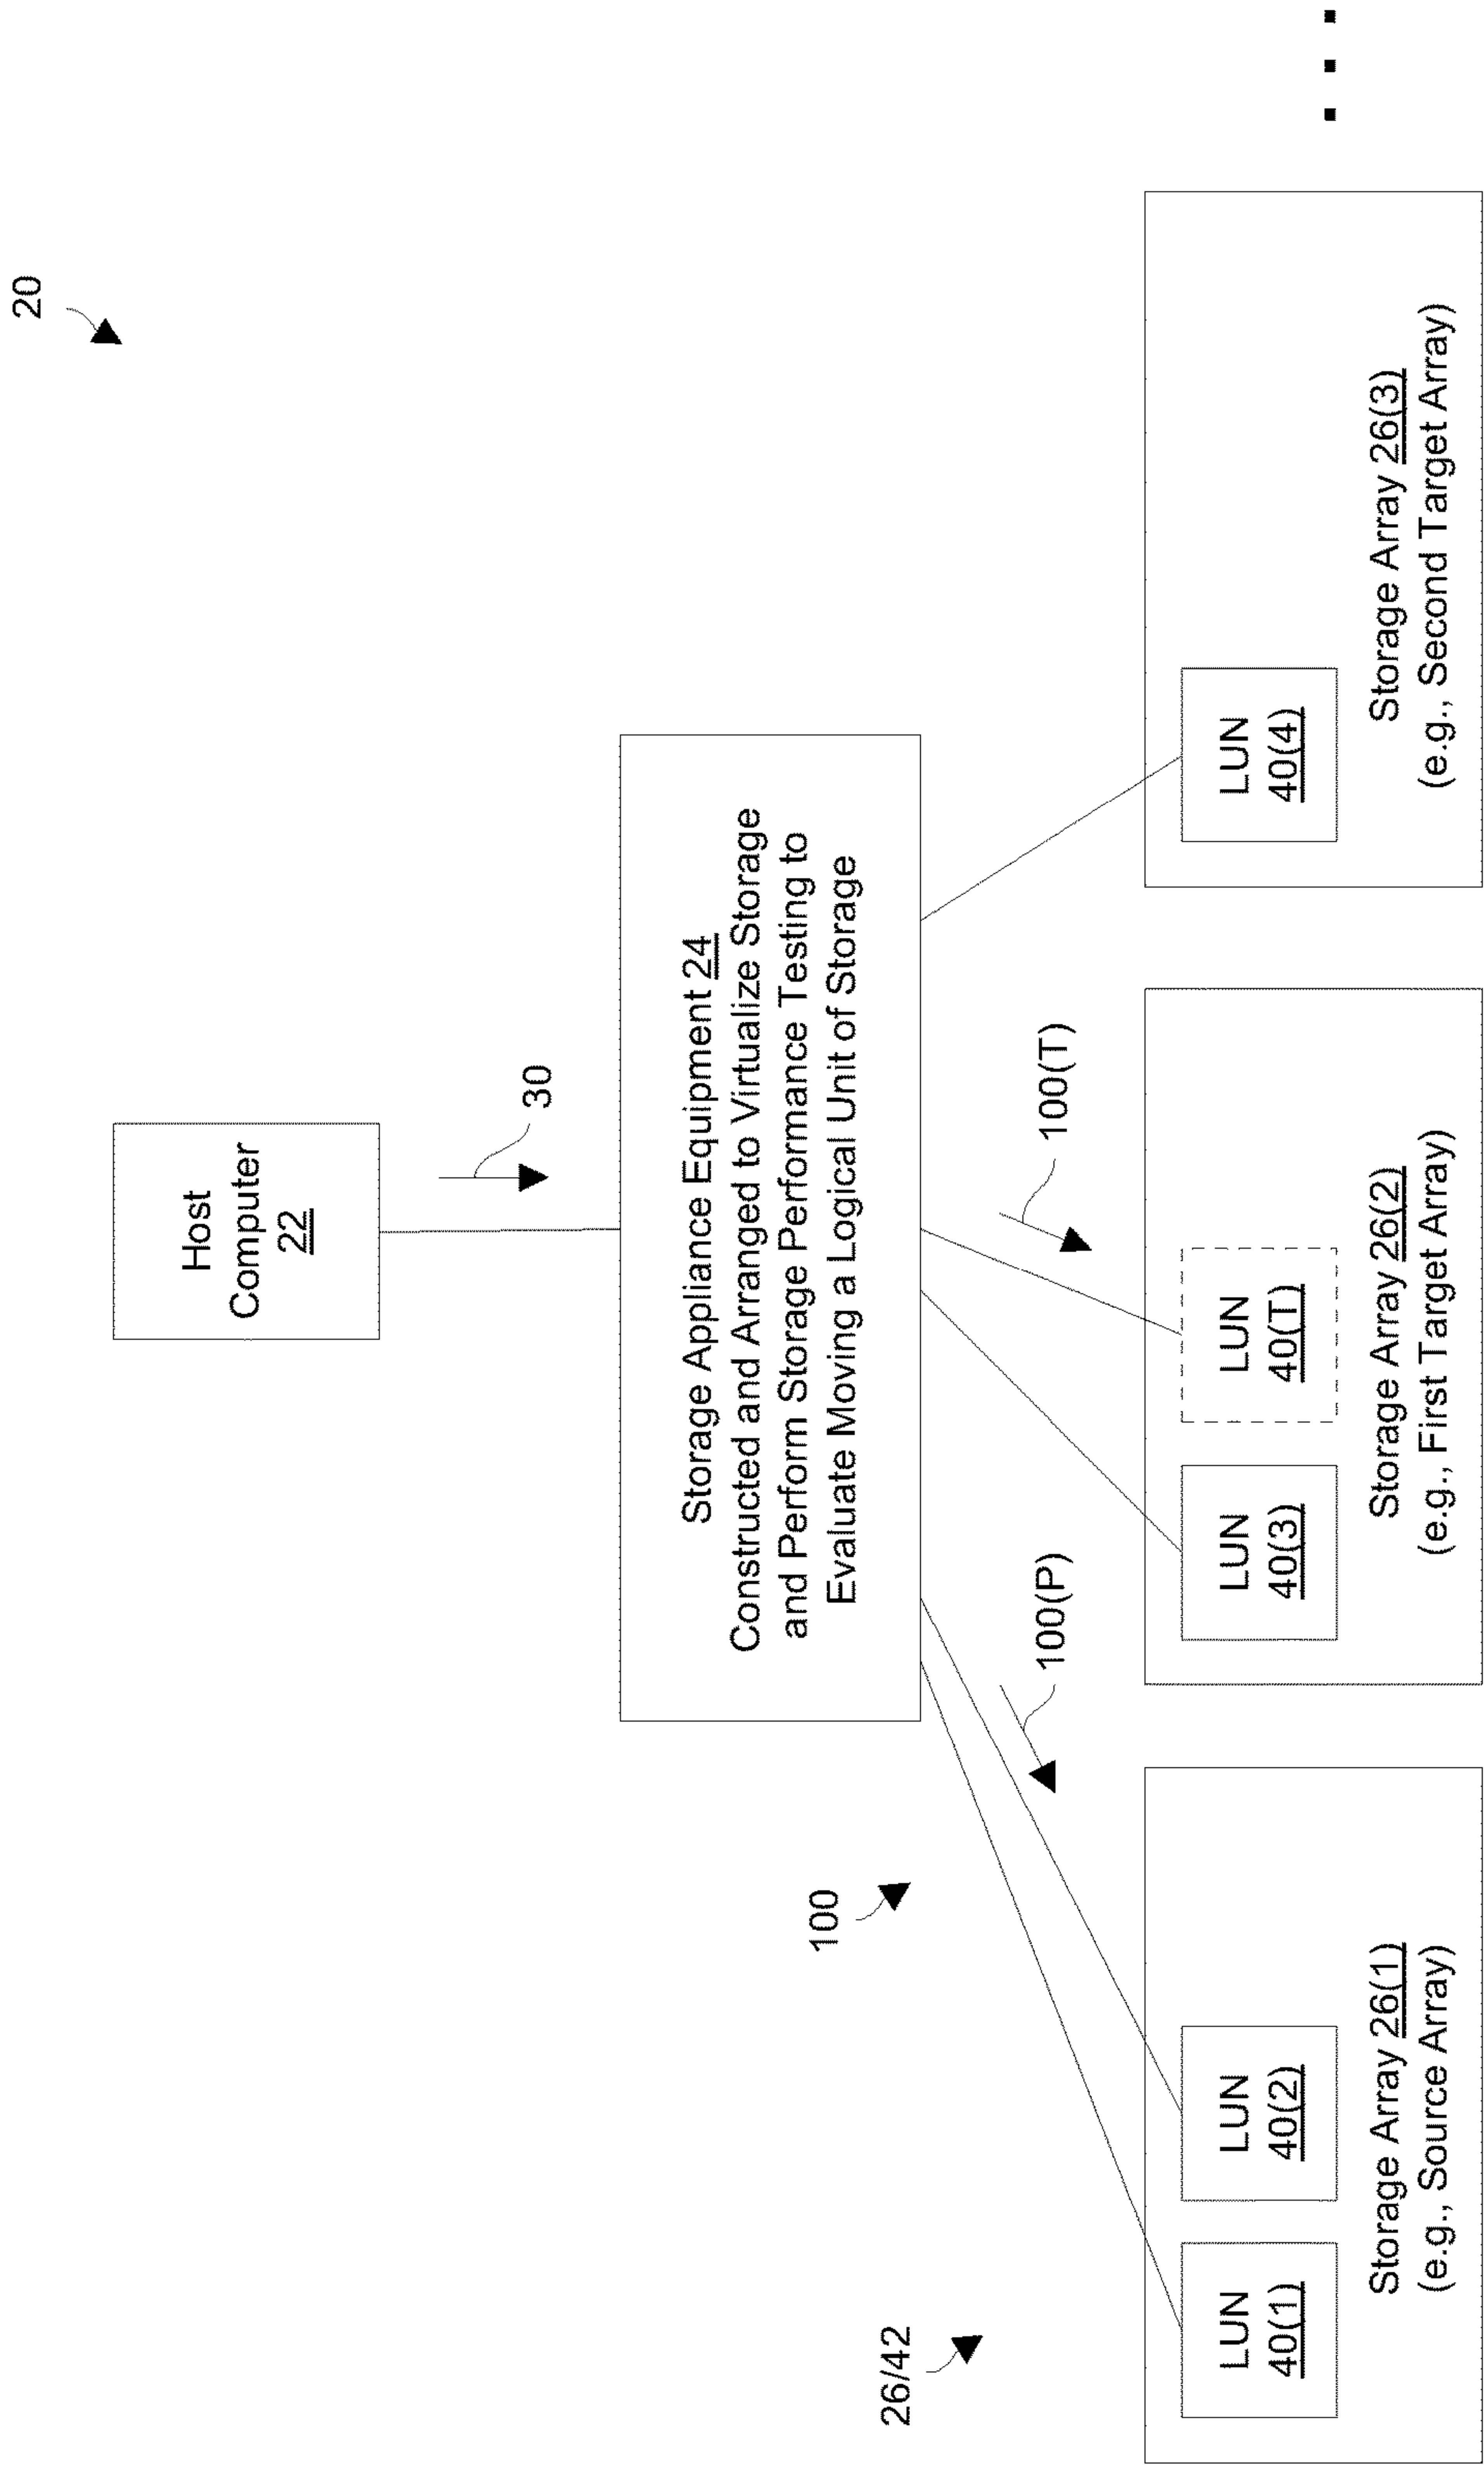 20
Host
Computer
22
30
Storage Appliance Equipment 24
Constructed and Arranged to Virtualize Storage
and Perform Storage Performance Testing to
Evaluate Moving a Logical Unit of Storage
100
26/42
100(P)
100(T)
LUN
40(1)
LUN
40(2)
Storage Array 26(1)
(e.g., Source Array)
LUN
40(3)
LUN
40(T)
Storage Array 26(2)
(e.g., First Target Array)
LUN
40(4)
Storage Array 26(3)
(e.g., Second Target Array)